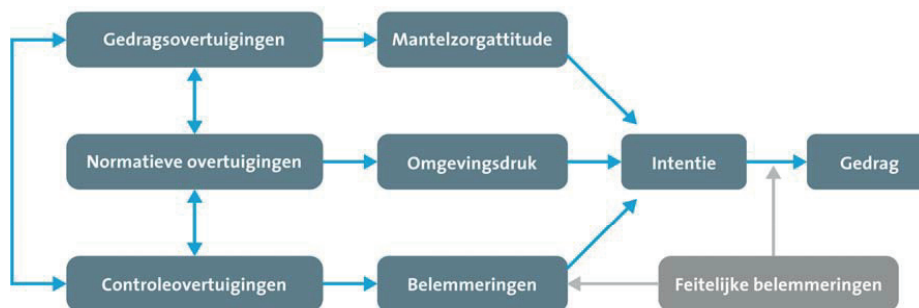 Gedragsovertuigingen
Mantelzorgattitude
Normatieve overtuigingen
Omgevingsdruk
Intentie
Gedrag
Controleovertuigingen
Belemmeringen
Feitelijke belemmeringen